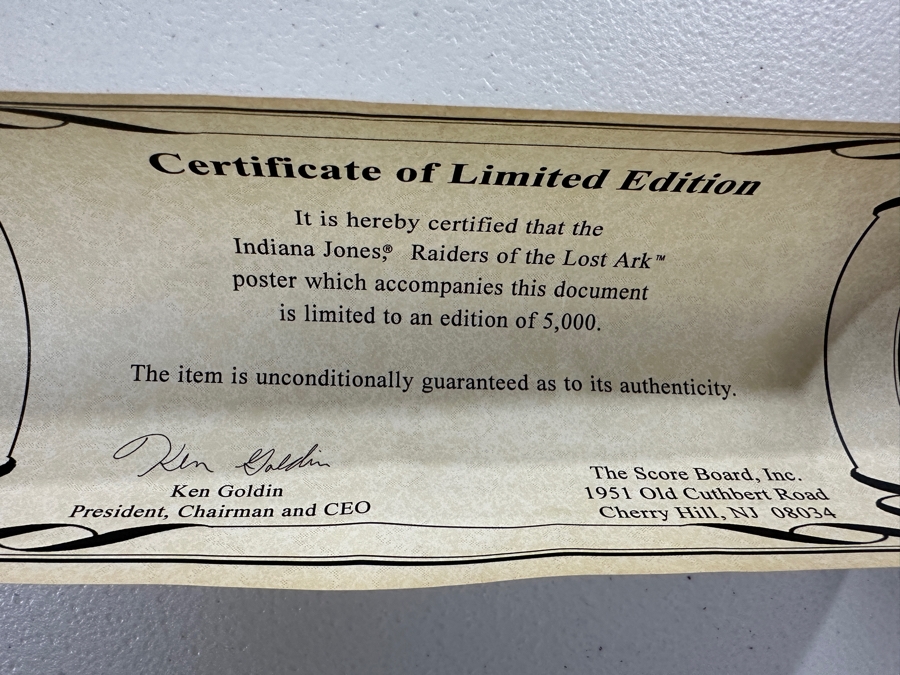 Certificate of Limited Edition
It is hereby certified that the
Indiana Jones,® Raiders of the Lost Ark™
poster which accompanies this document
is limited to an edition of 5,000.
The item is unconditionally guaranteed as to its authenticity.
Ken Goldin
Ken Goldin
President, Chairman and CEO
The Score Board, Inc.
1951 Old Cuthbert Road
Cherry Hill, NJ 08034